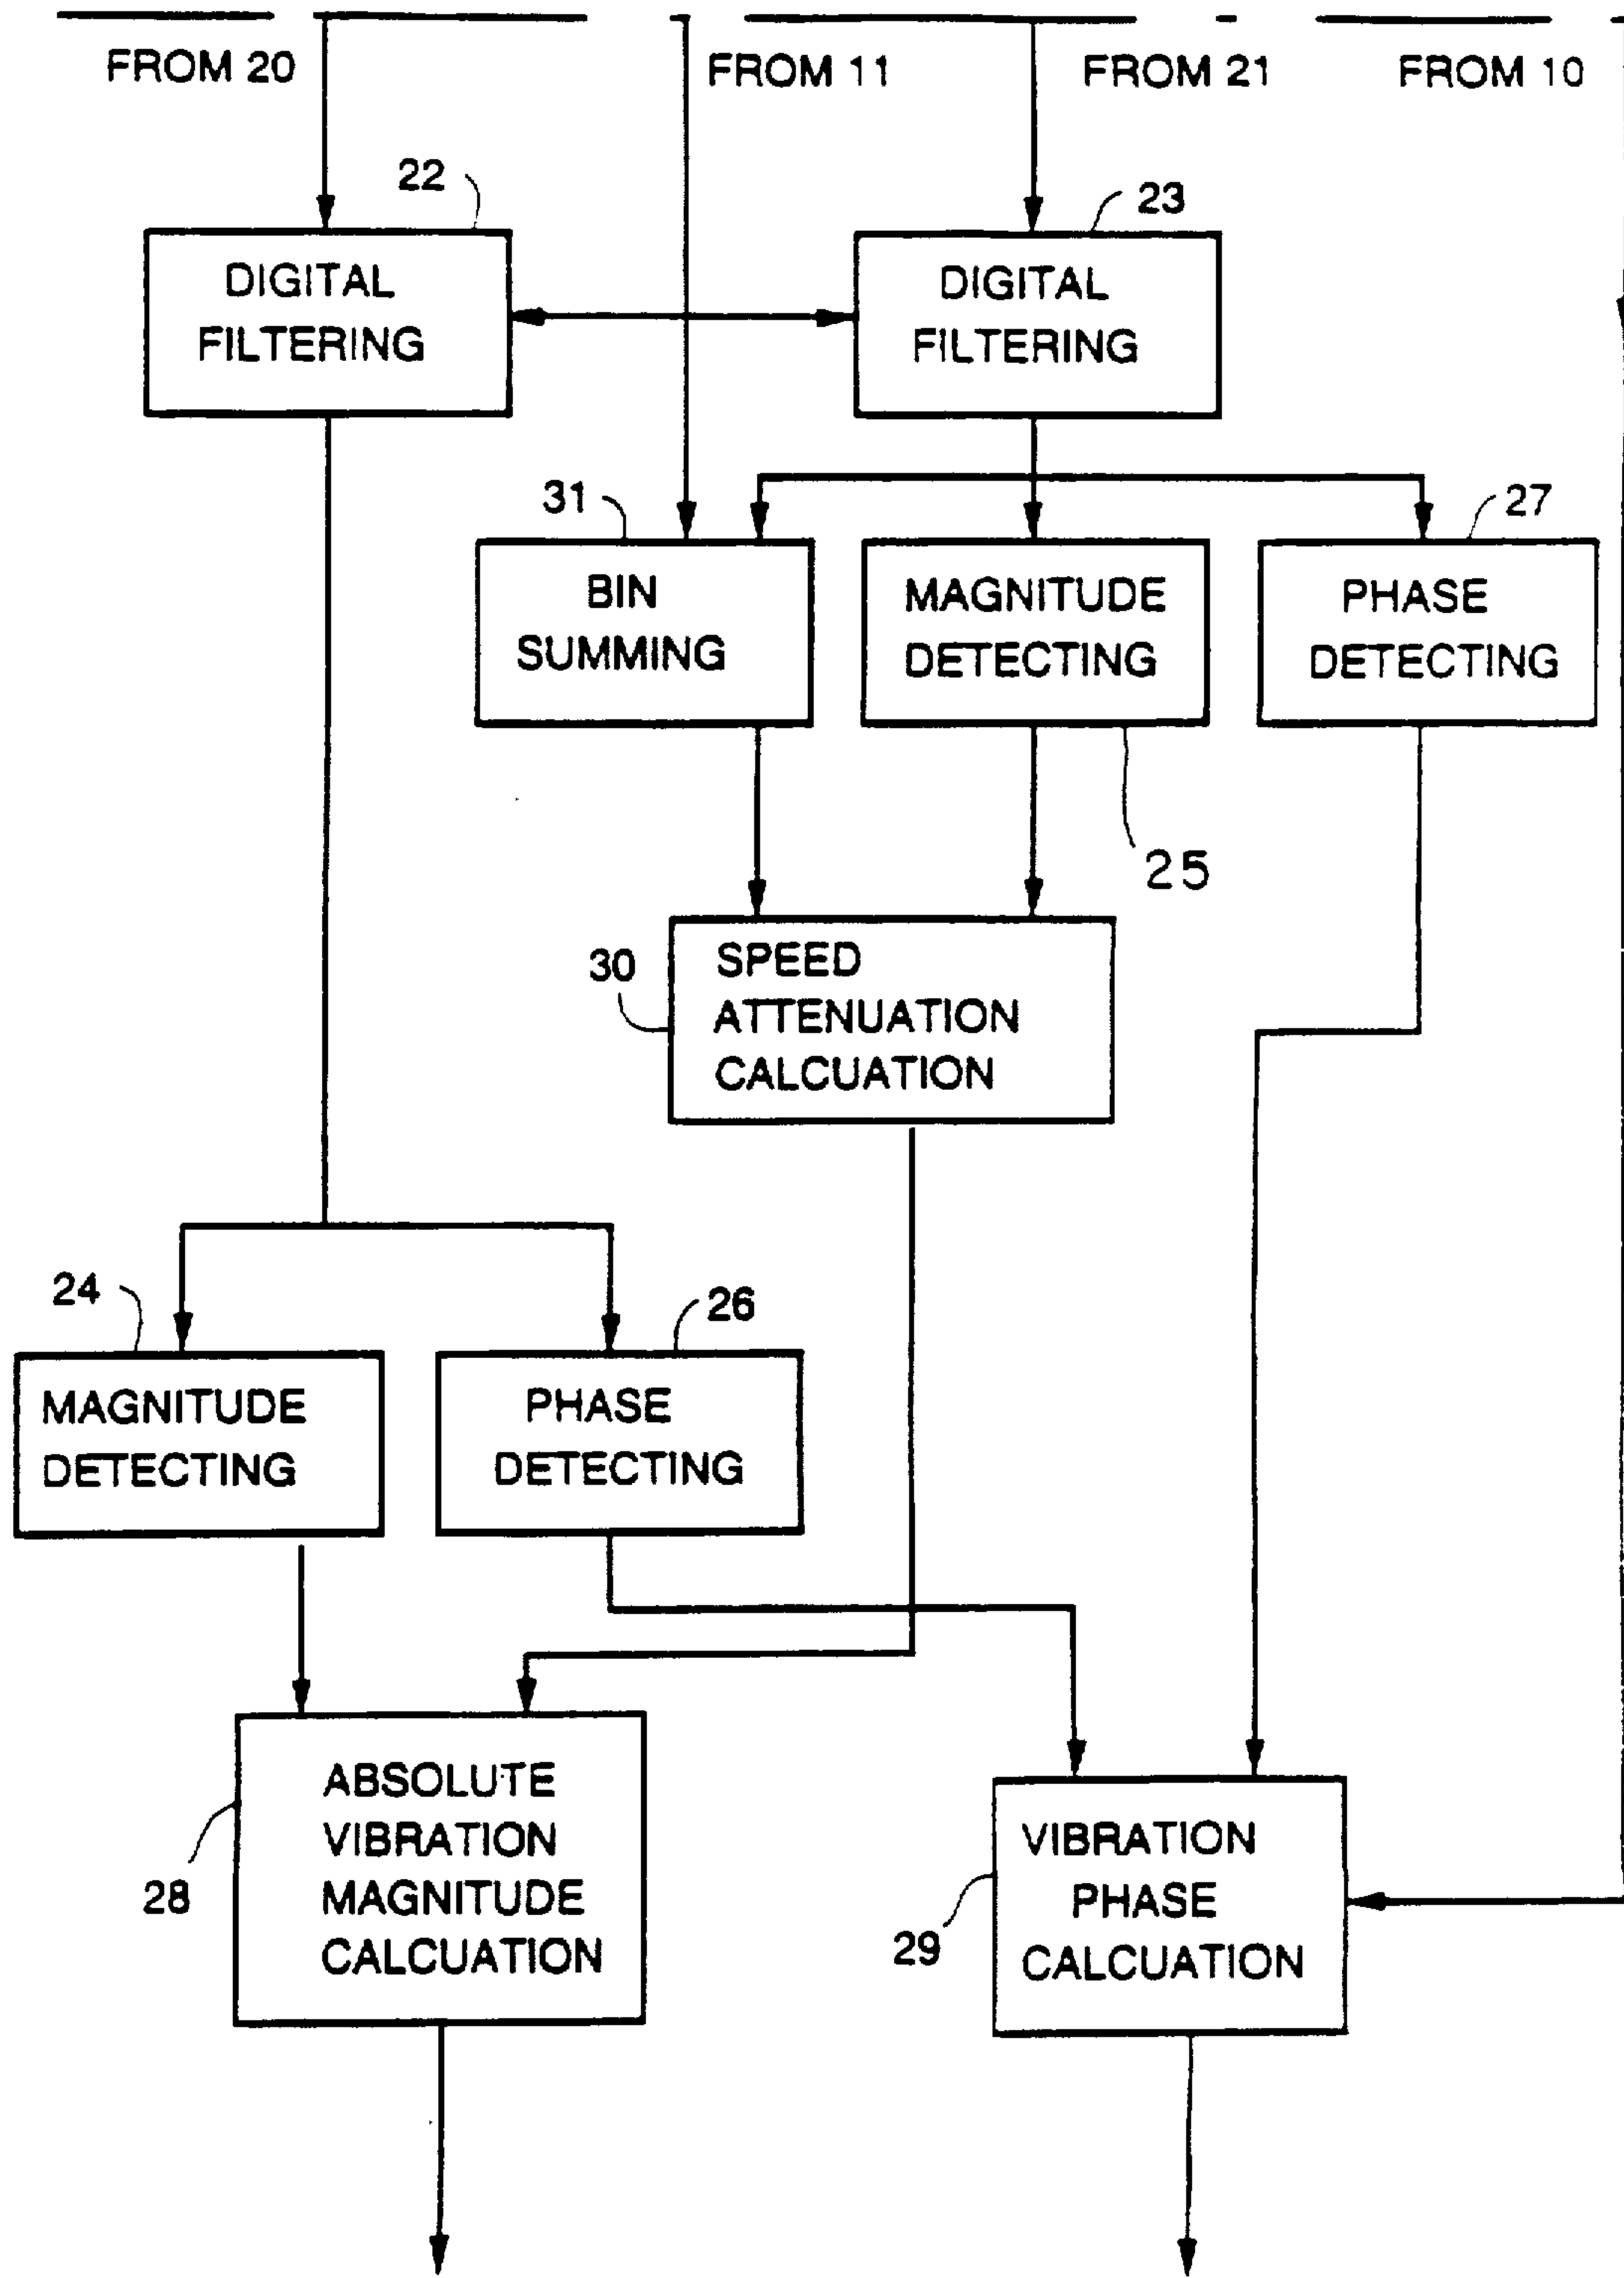 FROM 20
FROM 11
FROM 21
FROM 10
22
23
DIGITAL
FILTERING
DIGITAL
FILTERING
31
27
BIN
SUMMING
MAGNITUDE
DETECTING
PHASE
DETECTING
25
30
SPEED
ATTENUATION
CALCUATION
24
26
MAGNITUDE
DETECTING
PHASE
DETECTING
ABSOLUTE
VIBRATION
MAGNITUDE
CALCUATION
28
VIBRATION
PHASE
CALCUATION
29